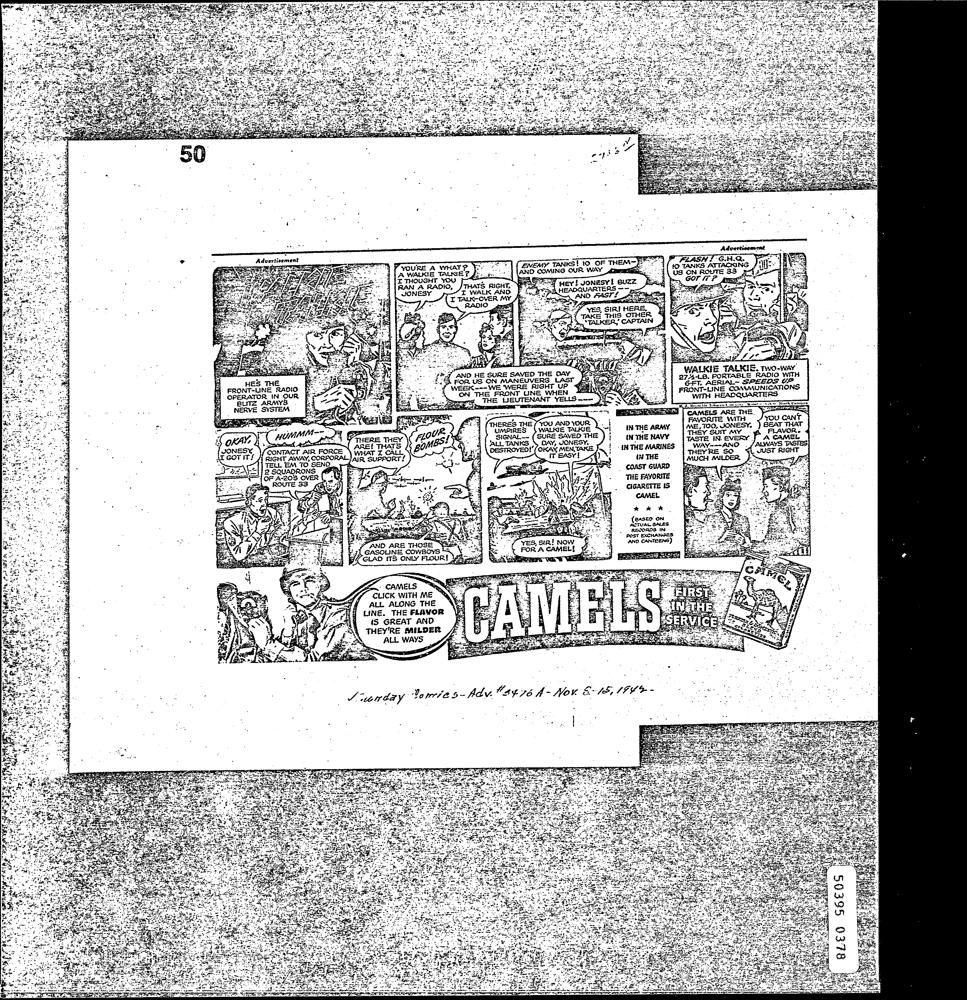 50
Advertisement
Advertisement
HE'S THE
FRONT-LINE RADIO
OPERATOR IN OUR
BLITZ ARMY'S
NERVE SYSTEM
YOU'RE A WHAT?
A WALKIE TALKIE?
I THOUGHT YOU
RAN A RADIO,
JONESY
THAT'S RIGHT,
I WALK AND
I TALK-OVER MY
RADIO
AND HE SURE SAVED THE DAY
FOR US ON MANEUVERS LAST
WEEK---WE WERE RIGHT UP
ON THE FRONT LINE WHEN
THE LIEUTENANT YELLS----
ENEMY TANKS! 10 OF THEM--
AND COMING OUR WAY
HEY! JONESY! BUZZ
HEADQUARTERS---
AND FAST!
YES, SIR! HERE,
TAKE THIS OTHER
'TALKER,' CAPTAIN
FLASH! G.H.Q.
10 TANKS ATTACKING
US ON ROUTE 33
GOT IT?
WALKIE TALKIE, TWO-WAY
27½-LB. PORTABLE RADIO WITH
6-FT. AERIAL- SPEEDS UP
FRONT-LINE COMMUNICATIONS
WITH HEADQUARTERS
OKAY,
JONESY,
I GOT IT!
HUMMM--
CONTACT AIR FORCE
RIGHT AWAY, CORPORAL
TELL 'EM TO SEND
2 SQUADRONS
OF A-20'S OVER
ROUTE 33
THERE THEY
ARE! THAT'S
WHAT I CALL
AIR SUPPORT!
FLOUR
BOMBS!
AND ARE THOSE
GASOLINE COWBOYS
GLAD IT'S ONLY FLOUR!
THERE'S THE
UMPIRE'S
SIGNAL--
ALL TANKS
DESTROYED!
YOU AND YOUR
WALKIE TALKIE
SURE SAVED THE
DAY, JONESY.
OKAY, MEN, TAKE
IT EASY!
YES, SIR! NOW
FOR A CAMEL!
IN THE ARMY
IN THE NAVY
IN THE MARINES
IN THE
COAST GUARD
THE FAVORITE
CIGARETTE IS
CAMEL
★ ★ ★
(BASED ON
ACTUAL SALES
RECORDS IN
POST EXCHANGES
AND CANTEENS)
CAMELS ARE THE
FAVORITE WITH
ME, TOO, JONESY.
THEY SUIT MY
TASTE IN EVERY
WAY---AND
THEY'RE SO
MUCH MILDER
YOU CAN'T
BEAT THAT
FLAVOR.
A CAMEL
ALWAYS TASTES
JUST RIGHT
CAMELS
CLICK WITH ME
ALL ALONG THE
LINE. THE FLAVOR
IS GREAT AND
THEY'RE MILDER
ALL WAYS
CAMELS
FIRST
IN THE
SERVICE
CAMEL
Sunday Comics-Adv. #3476 A- Nov. 8-15, 1942-
50395 0378